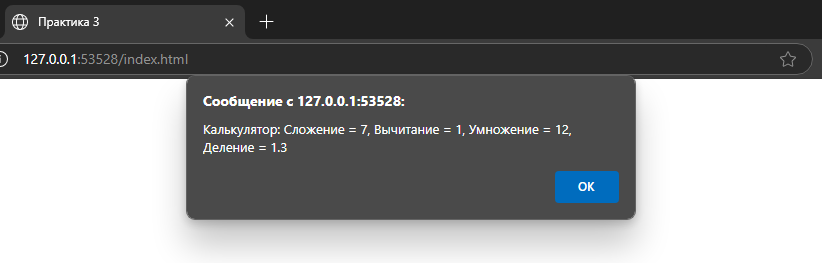 Практика 3
127.0.0.1:53528/index.html
Сообщение с 127.0.0.1:53528:
Калькулятор: Сложение = 7, Вычитание = 1, Умножение = 12,
Деление = 1.3
ОК